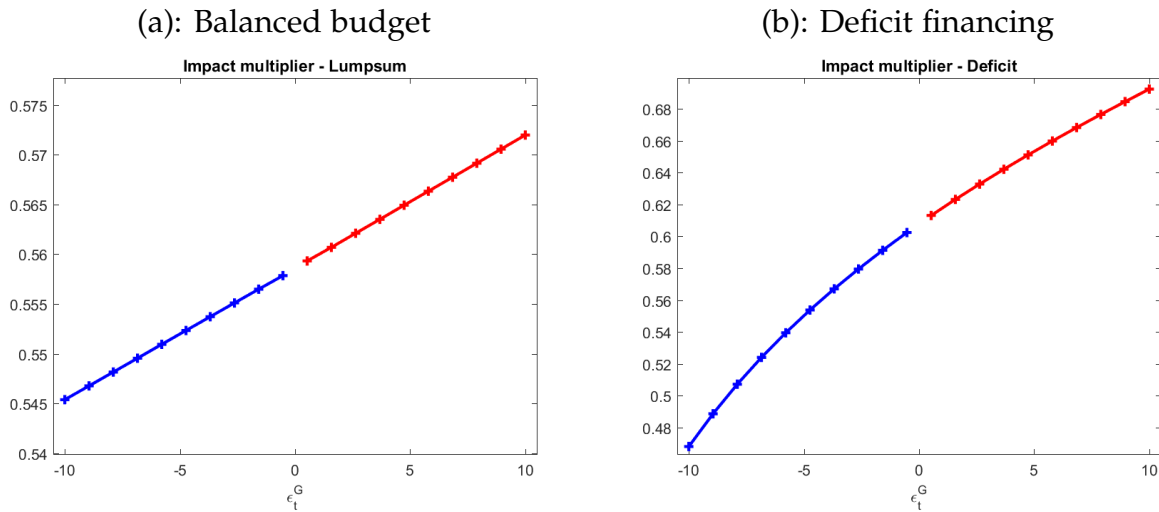 (a): Balanced budget
Impact multiplier - Lumpsum
0.575
0.57
0.565
0.56
0.555
0.55
0.545
0.54
-10 -5 0 5 10
ϵ_t^G
(b): Deficit financing
Impact multiplier - Deficit
0.68
0.66
0.64
0.62
0.6
0.58
0.56
0.54
0.52
0.5
0.48
-10 -5 0 5 10
ϵ_t^G